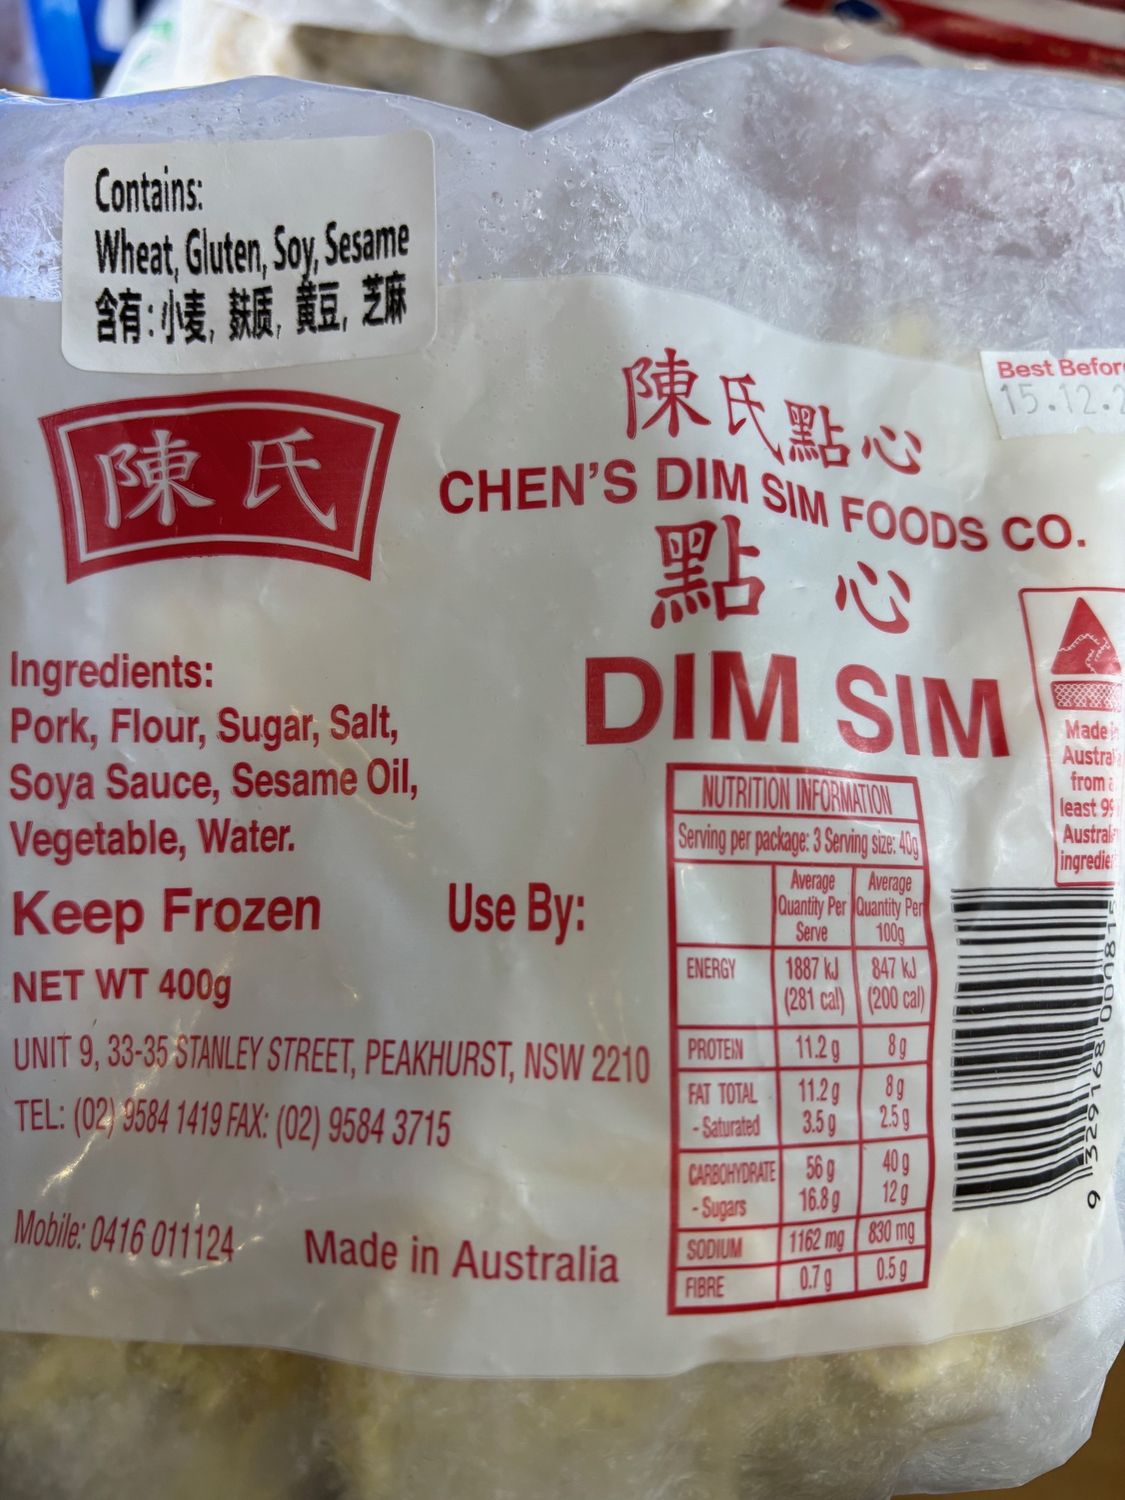 Contains:
Wheat, Gluten, Soy, Sesame
含有:小麦, 麸质, 黄豆, 芝麻
陳氏
陳氏點心
CHEN'S DIM SIM FOODS CO.
點心
DIM SIM
Best Before
15.12.2
Ingredients:
Pork, Flour, Sugar, Salt,
Soya Sauce, Sesame Oil,
Vegetable, Water.
Keep Frozen
Use By:
NET WT 400g
UNIT 9, 33-35 STANLEY STREET, PEAKHURST, NSW 2210
TEL: (02) 9584 1419 FAX: (02) 9584 3715
Mobile: 0416 011124
Made in Australia
NUTRITION INFORMATION
Serving per package: 3 Serving size: 40g
Average Quantity Per Serve
Average Quantity Per 100g
ENERGY 1887 kJ (281 cal) 847 kJ (200 cal)
PROTEIN 11.2 g 8 g
FAT TOTAL 11.2 g 8 g
- Saturated 3.5 g 2.5 g
CARBOHYDRATE 56 g 40 g
- Sugars 16.8 g 12 g
SODIUM 1162 mg 830 mg
FIBRE 0.7 g 0.5 g
Made in
Australia
from at
least 99
Australian
ingredie